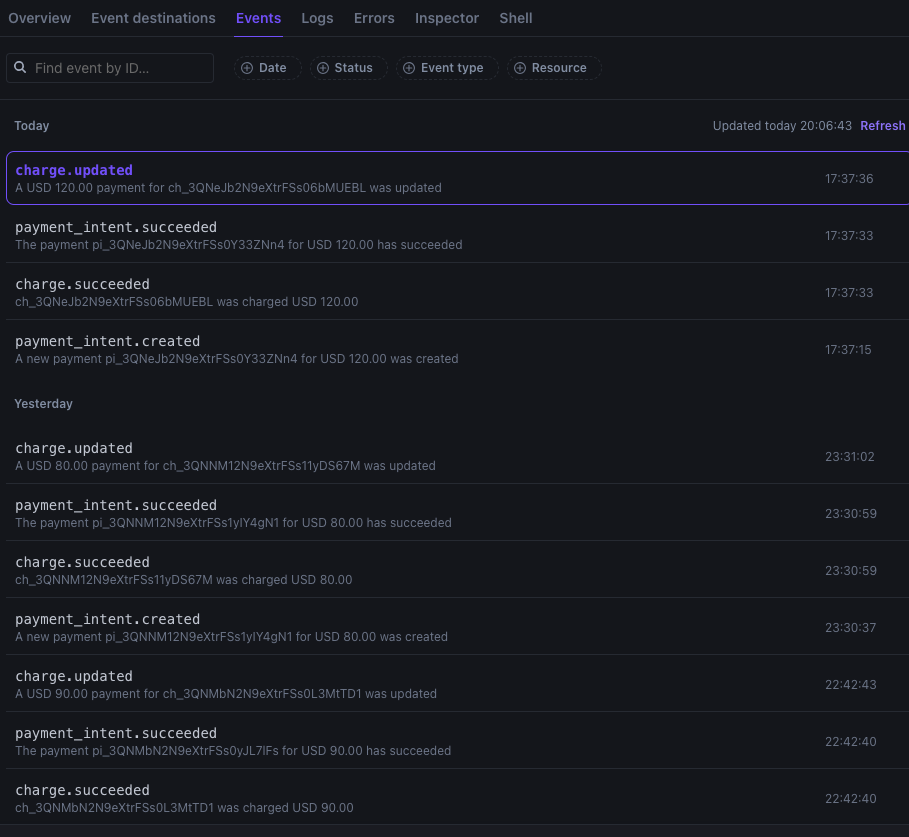 Overview Event destinations Events Logs Errors Inspector Shell
Find event by ID... Date Status Event type Resource
Today Updated today 20:06:43 Refresh
charge.updated
A USD 120.00 payment for ch_3QNeJb2N9eXtrFSs06bMUEBL was updated 17:37:36
payment_intent.succeeded
The payment pi_3QNeJb2N9eXtrFSs0Y33ZNn4 for USD 120.00 has succeeded 17:37:33
charge.succeeded
ch_3QNeJb2N9eXtrFSs06bMUEBL was charged USD 120.00 17:37:33
payment_intent.created
A new payment pi_3QNeJb2N9eXtrFSs0Y33ZNn4 for USD 120.00 was created 17:37:15
Yesterday
charge.updated
A USD 80.00 payment for ch_3QNNM12N9eXtrFSs11yDS67M was updated 23:31:02
payment_intent.succeeded
The payment pi_3QNNM12N9eXtrFSs1yIY4gN1 for USD 80.00 has succeeded 23:30:59
charge.succeeded
ch_3QNNM12N9eXtrFSs11yDS67M was charged USD 80.00 23:30:59
payment_intent.created
A new payment pi_3QNNM12N9eXtrFSs1yIY4gN1 for USD 80.00 was created 23:30:37
charge.updated
A USD 90.00 payment for ch_3QNMbN2N9eXtrFSs0L3MtTD1 was updated 22:42:43
payment_intent.succeeded
The payment pi_3QNMbN2N9eXtrFSs0yJL7lFs for USD 90.00 has succeeded 22:42:40
charge.succeeded
ch_3QNMbN2N9eXtrFSs0L3MtTD1 was charged USD 90.00 22:42:40